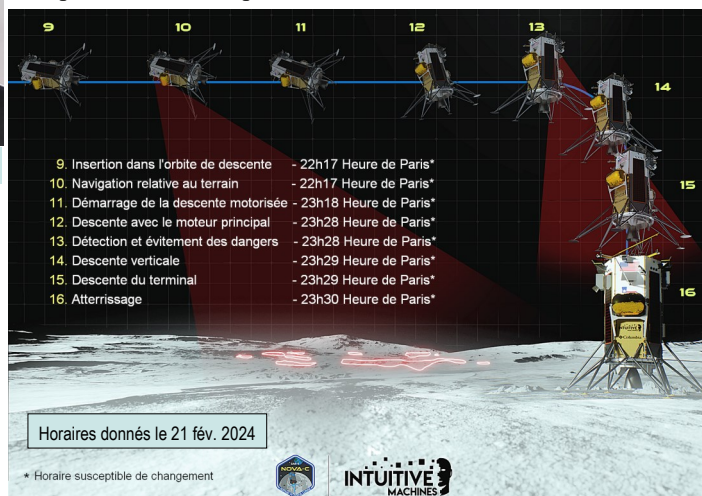 9
10
11
12
13
14
15
16
9. Insertion dans l'orbite de descente - 22h17 Heure de Paris*
10. Navigation relative au terrain - 22h17 Heure de Paris*
11. Démarrage de la descente motorisée - 23h18 Heure de Paris*
12. Descente avec le moteur principal - 23h28 Heure de Paris*
13. Détection et évitement des dangers - 23h28 Heure de Paris*
14. Descente verticale - 23h29 Heure de Paris*
15. Descente du terminal - 23h29 Heure de Paris*
16. Atterrissage - 23h30 Heure de Paris*
INTUITIVE
Columbia
Horaires donnés le 21 fév. 2024
* Horaire susceptible de changement
NOVA-C
INTUITIVE
MACHINES